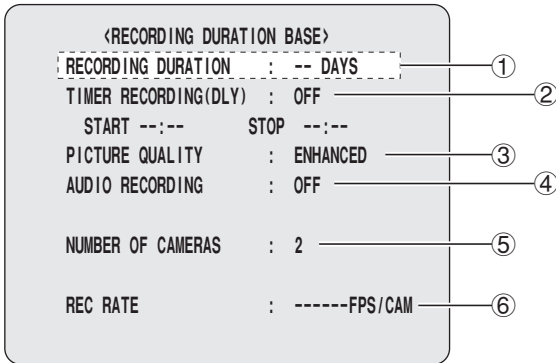 <RECORDING DURATION BASE>
RECORDING DURATION : -- DAYS ①
TIMER RECORDING(DLY) : OFF ②
START --:-- STOP --:--
PICTURE QUALITY : ENHANCED ③
AUDIO RECORDING : OFF ④
NUMBER OF CAMERAS : 2 ⑤
REC RATE : ------FPS/CAM ⑥